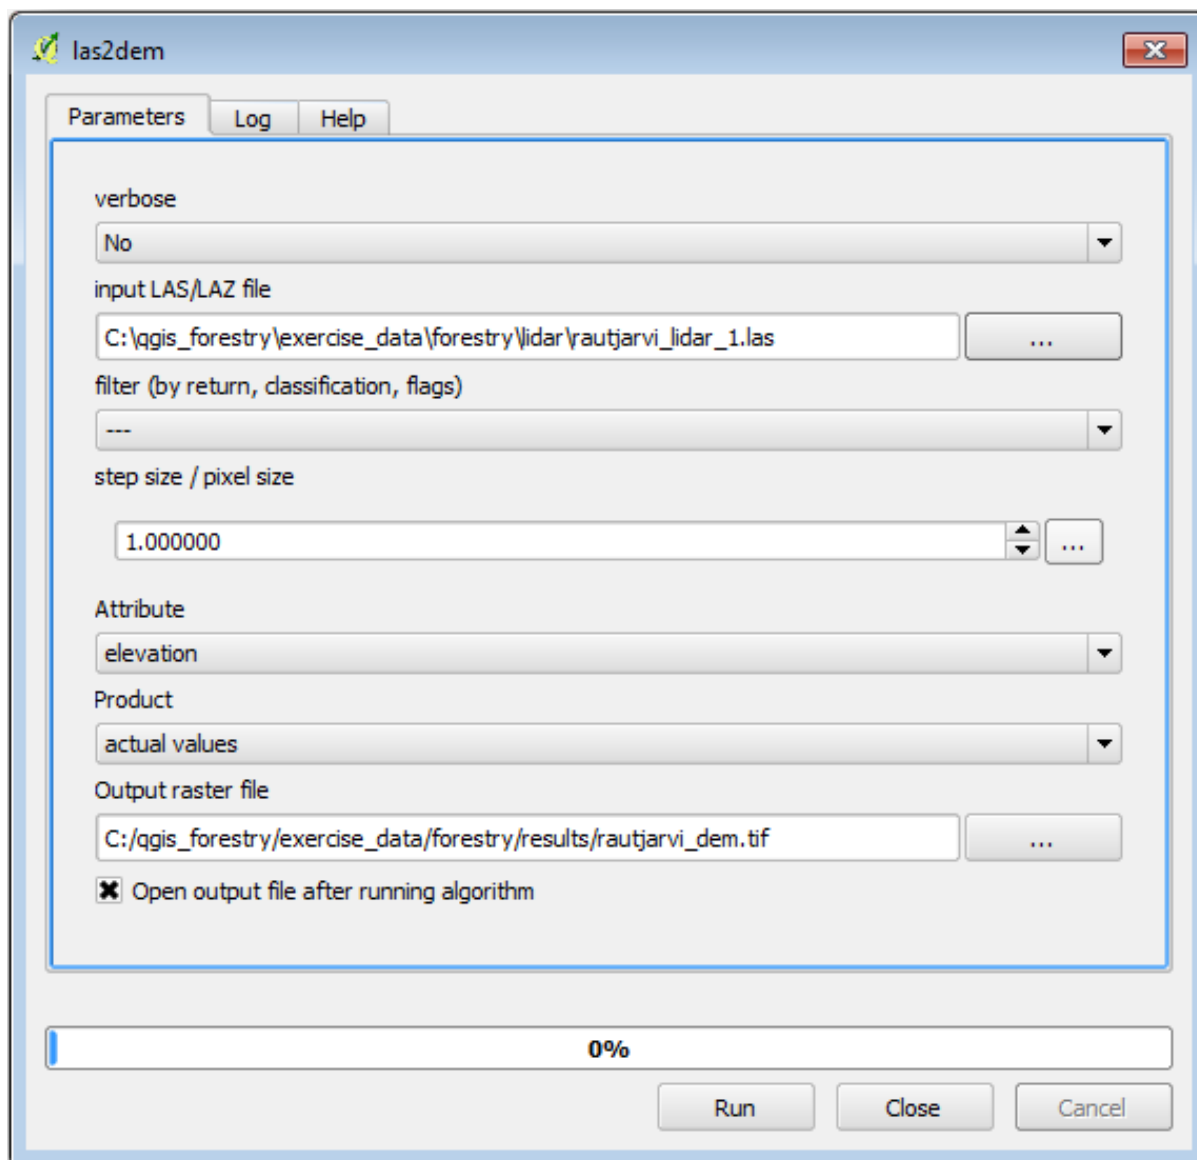 las2dem
Parameters Log Help
verbose
No
input LAS/LAZ file
C:\qgis_forestry\exercise_data\forestry\lidar\rautjarvi_lidar_1.las ...
filter (by return, classification, flags)
---
step size / pixel size
1.000000 ...
Attribute
elevation
Product
actual values
Output raster file
C:/qgis_forestry/exercise_data/forestry/results/rautjarvi_dem.tif ...
Open output file after running algorithm
0%
Run Close Cancel